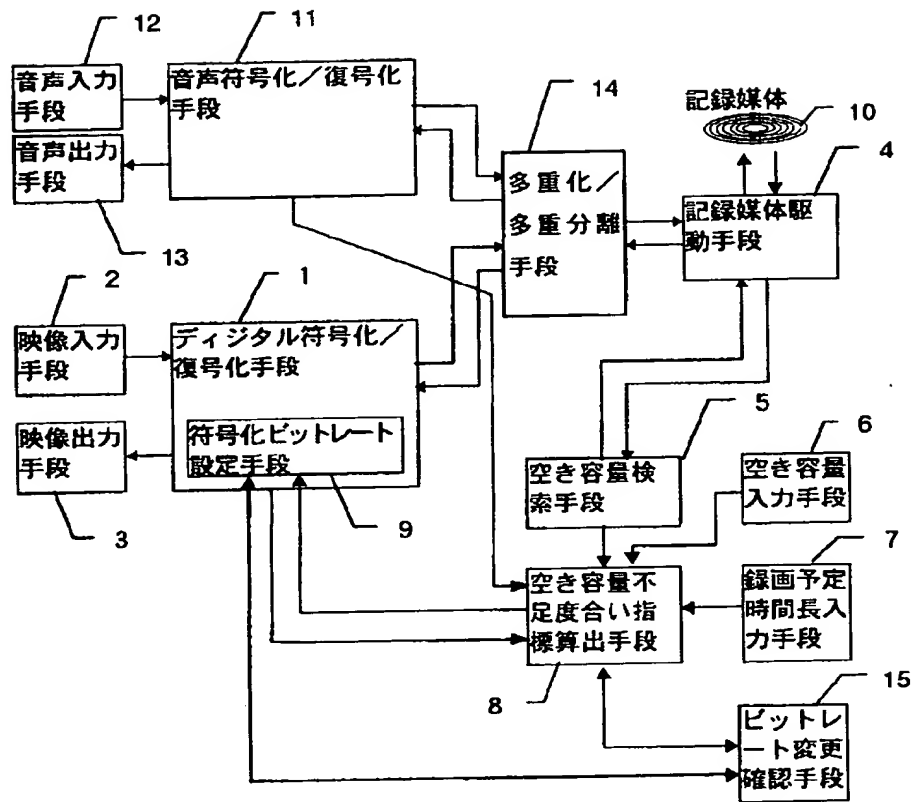 12
11
音声入力
手段
音声符号化／復号化
手段
14
記録媒体
10
4
音声出力
手段
13
多重化／
多重分離
手段
記録媒体駆
動手段
2
1
映像入力
手段
ディジタル符号化／
復号化手段
5
6
映像出力
手段
3
符号化ビットレート
設定手段
9
空き容量検
索手段
空き容量
入力手段
7
空き容量不
足度合い指
標算出手段
8
録画予定
時間長入
力手段
15
ビットレ
ート変更
確認手段